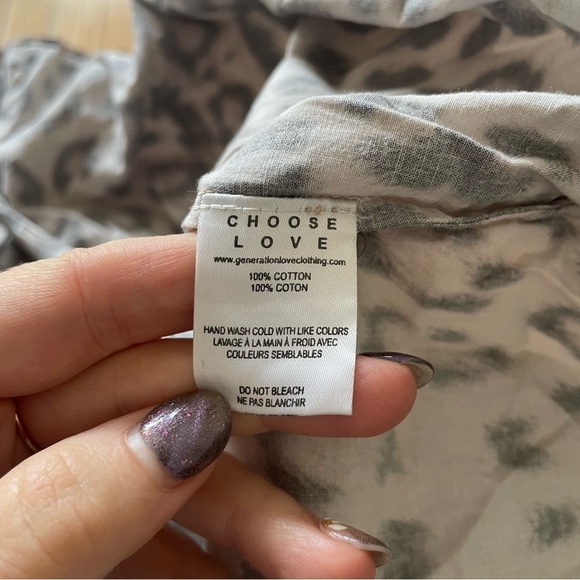 CHOOSE
LOVE
www.generationloveclothing.com
100% COTTON
100% COTON
HAND WASH COLD WITH LIKE COLORS
LAVAGE À LA MAIN À FROID AVEC
COULEURS SEMBLABLES
DO NOT BLEACH
NE PAS BLANCHIR